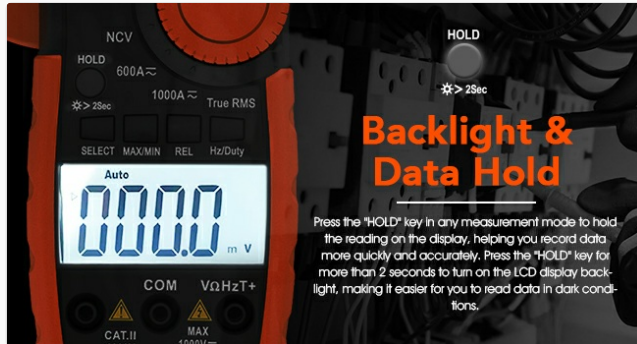 NCV
HOLD
600A⎓
1000A⎓
☼> 2Sec
True RMS
SELECT MAX/MIN REL Hz/Duty
Auto
000.0
m V
COM VΩHzT+
CAT.II
MAX
1000V⎓
HOLD
☼> 2Sec
Backlight &
Data Hold
Press the "HOLD" key in any measurement mode to hold
the reading on the display, helping you record data
more quickly and accurately. Press the "HOLD" key for
more than 2 seconds to turn on the LCD display back-
light, making it easier for you to read data in dark condi-
tions.